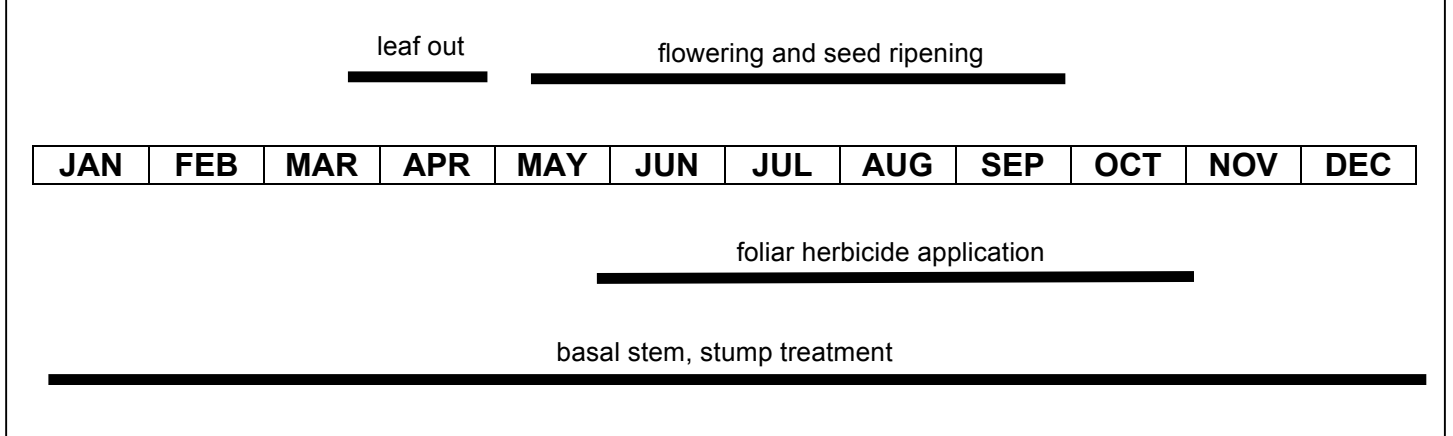 leaf out
flowering and seed ripening
JAN FEB MAR APR MAY JUN JUL AUG SEP OCT NOV DEC
foliar herbicide application
basal stem, stump treatment